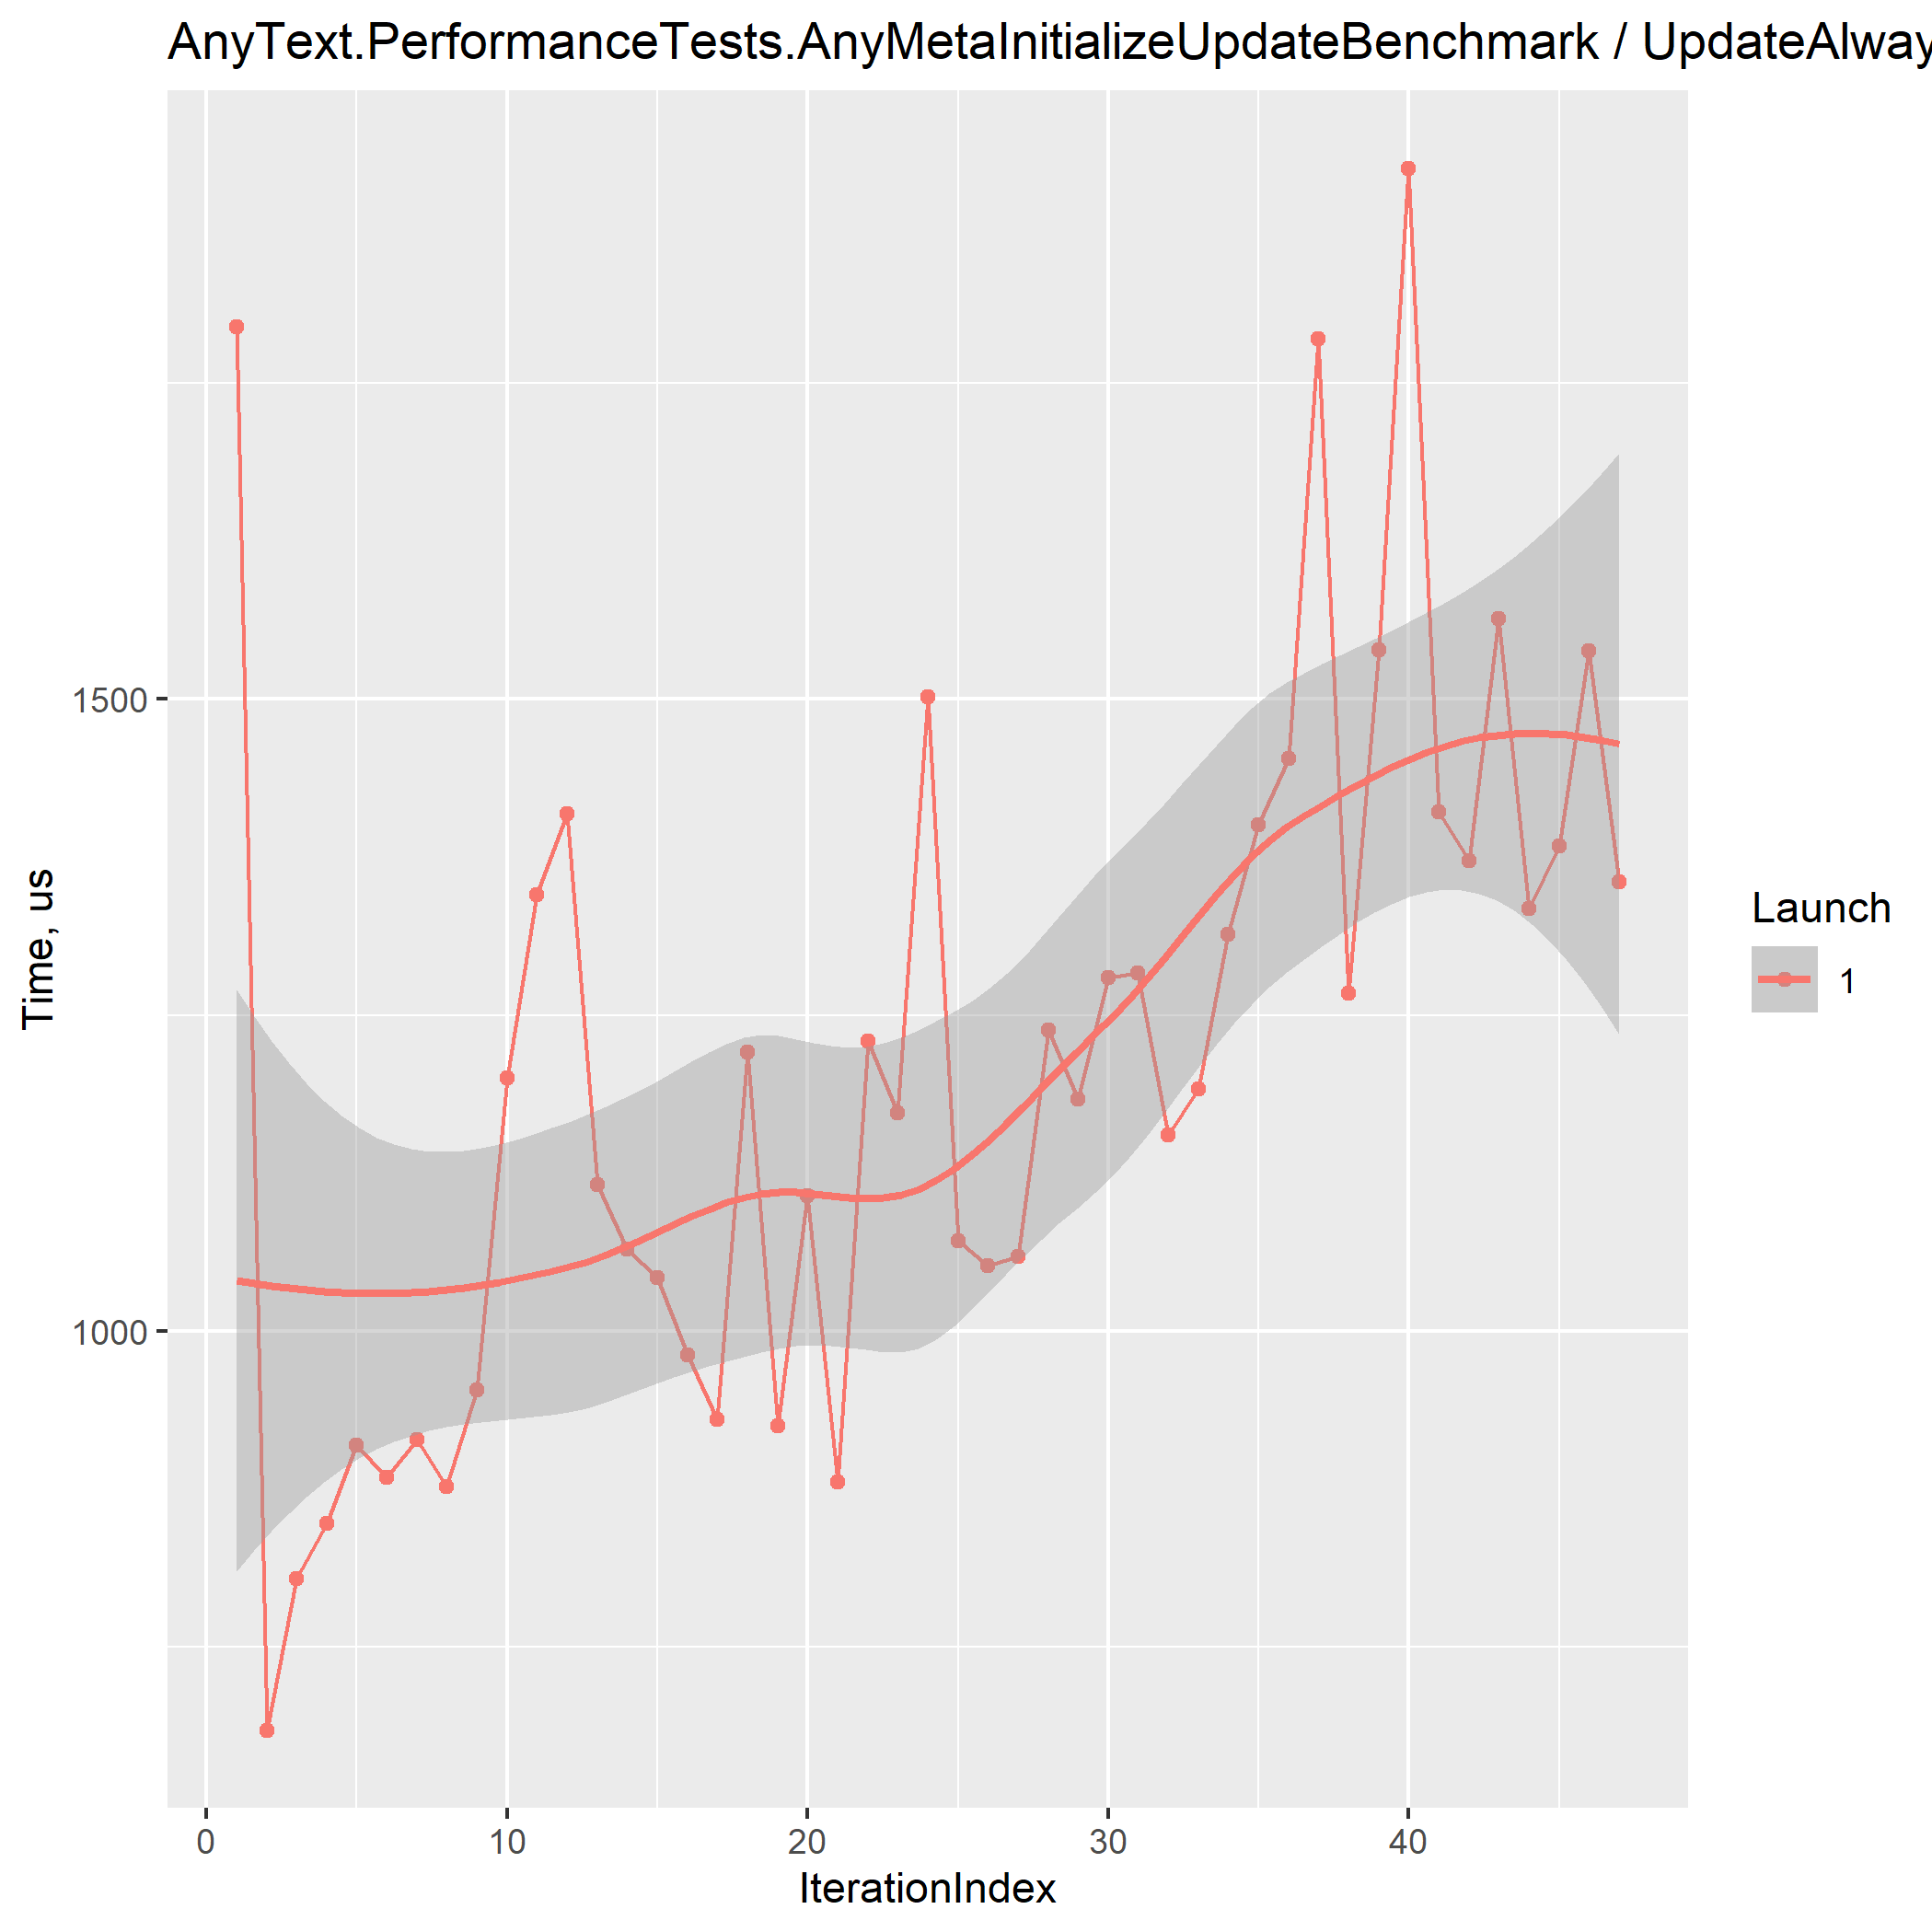 AnyText.PerformanceTests.AnyMetaInitializeUpdateBenchmark / UpdateAlway
Time, us
1500
1000
0 10 20 30 40
IterationIndex
Launch
1